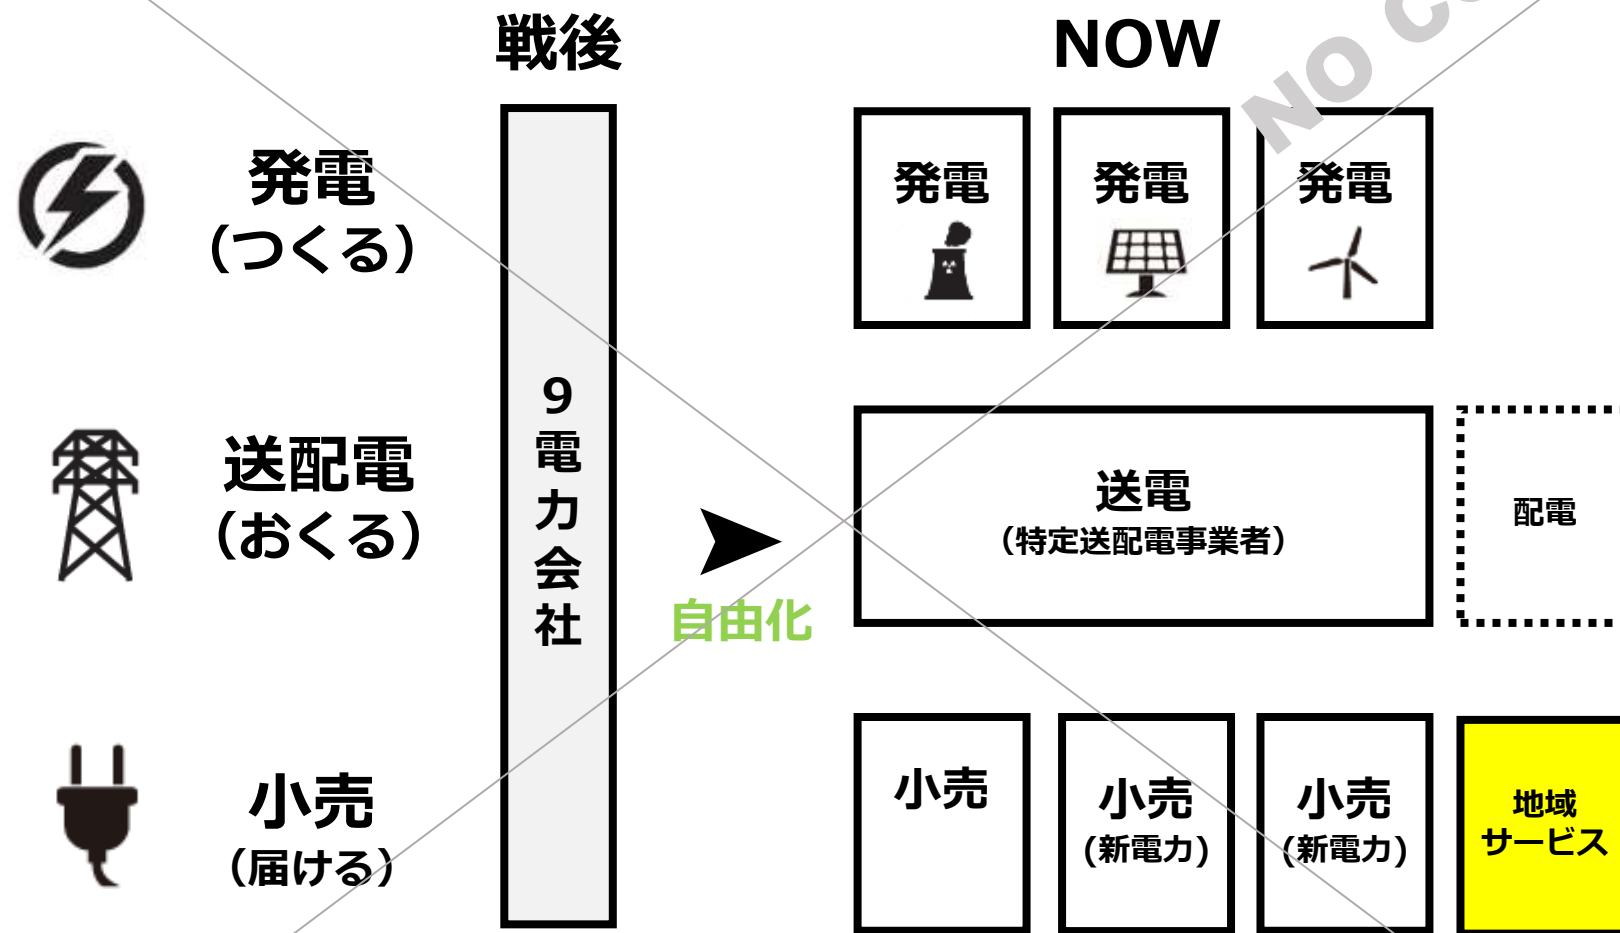 戦後
NOW
NO C
発電
（つくる）
発電
発電
発電
9電力会社
送配電
（おくる）
自由化
送電
（特定送配電事業者）
配電
小売
（届ける）
小売
小売
(新電力)
小売
(新電力)
地域
サービス